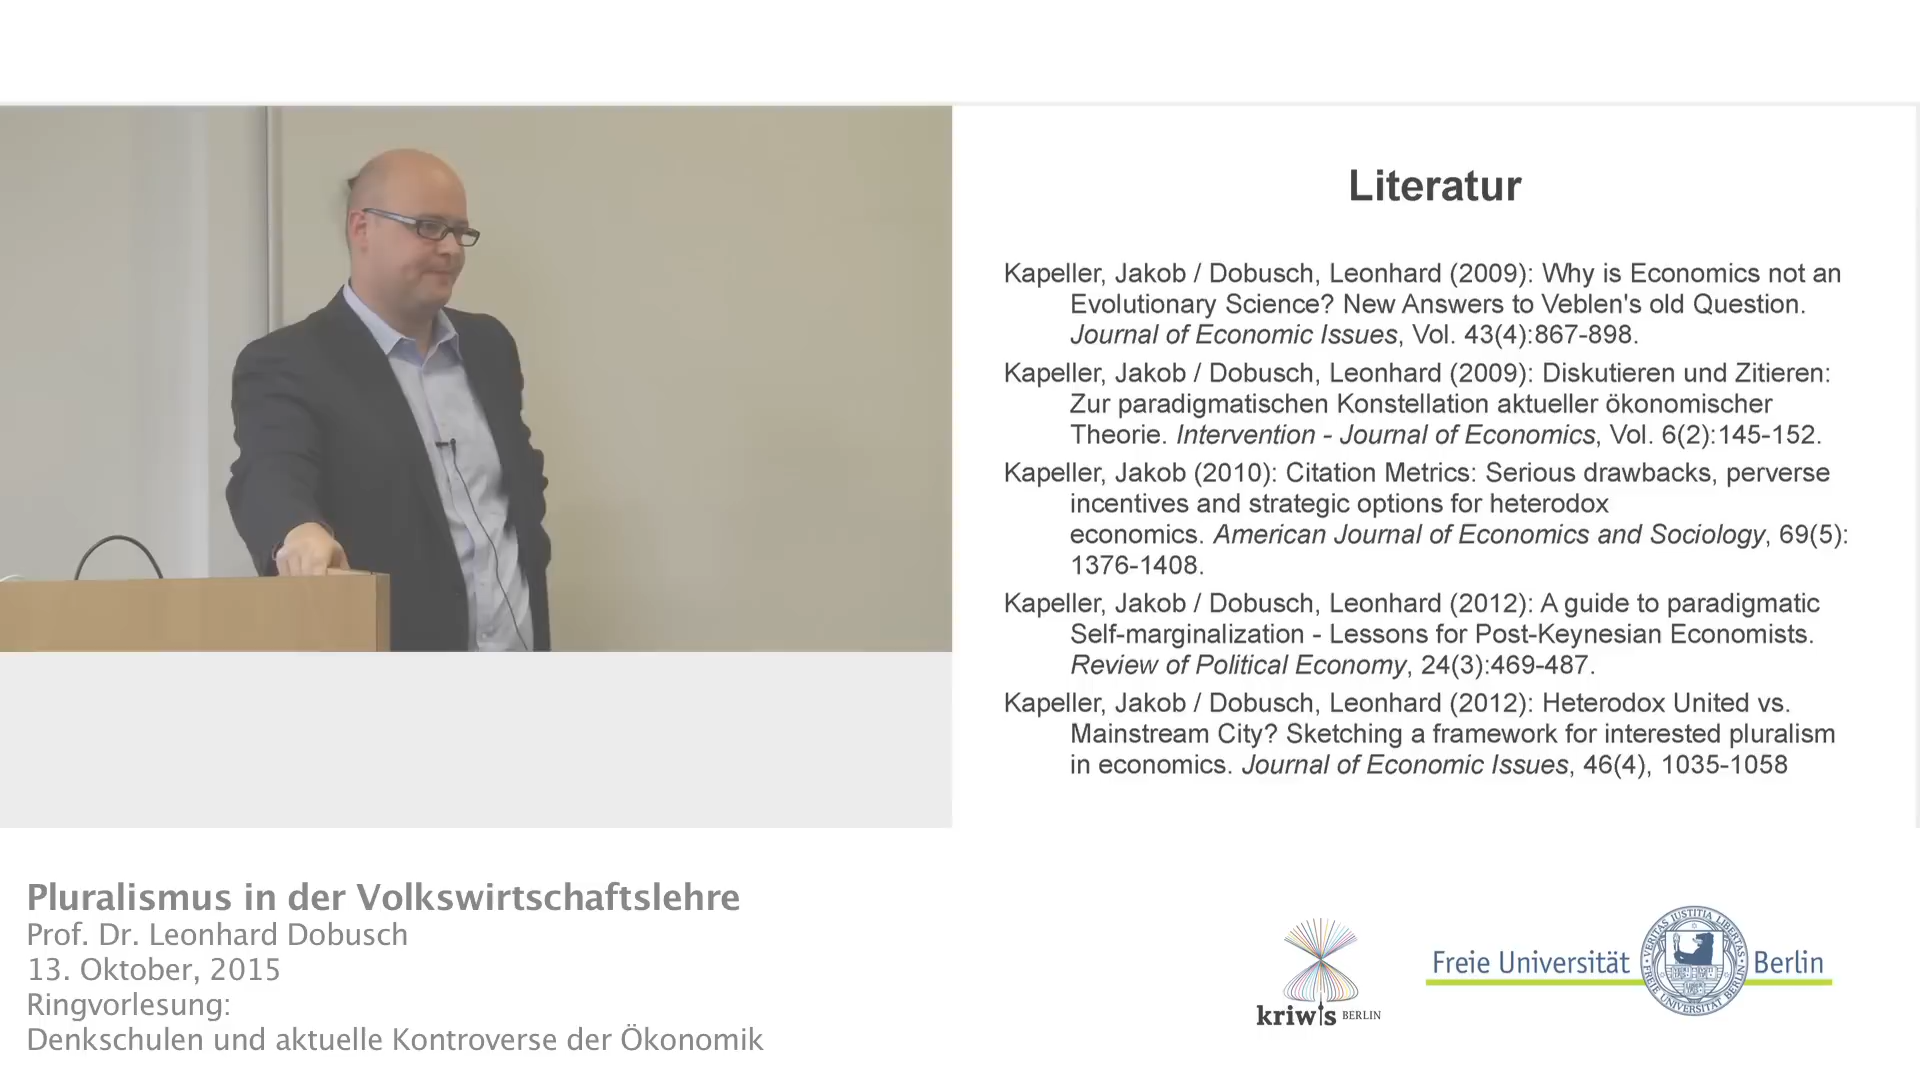 Literatur
Kapeller, Jakob / Dobusch, Leonhard (2009): Why is Economics not an
Evolutionary Science? New Answers to Veblen's old Question.
Journal of Economic Issues, Vol. 43(4):867-898.
Kapeller, Jakob / Dobusch, Leonhard (2009): Diskutieren und Zitieren:
Zur paradigmatischen Konstellation aktueller ökonomischer
Theorie. Intervention - Journal of Economics, Vol. 6(2):145-152.
Kapeller, Jakob (2010): Citation Metrics: Serious drawbacks, perverse
incentives and strategic options for heterodox
economics. American Journal of Economics and Sociology, 69(5):
1376-1408.
Kapeller, Jakob / Dobusch, Leonhard (2012): A guide to paradigmatic
Self-marginalization - Lessons for Post-Keynesian Economists.
Review of Political Economy, 24(3):469-487.
Kapeller, Jakob / Dobusch, Leonhard (2012): Heterodox United vs.
Mainstream City? Sketching a framework for interested pluralism
in economics. Journal of Economic Issues, 46(4), 1035-1058
Pluralismus in der Volkswirtschaftslehre
Prof. Dr. Leonhard Dobusch
13. Oktober, 2015
Ringvorlesung:
Denkschulen und aktuelle Kontroverse der Ökonomik
kriwis BERLIN
Freie Universität Berlin
VERITAS IUSTITIA LIBERTAS
FREIE UNIVERSITÄT BERLIN